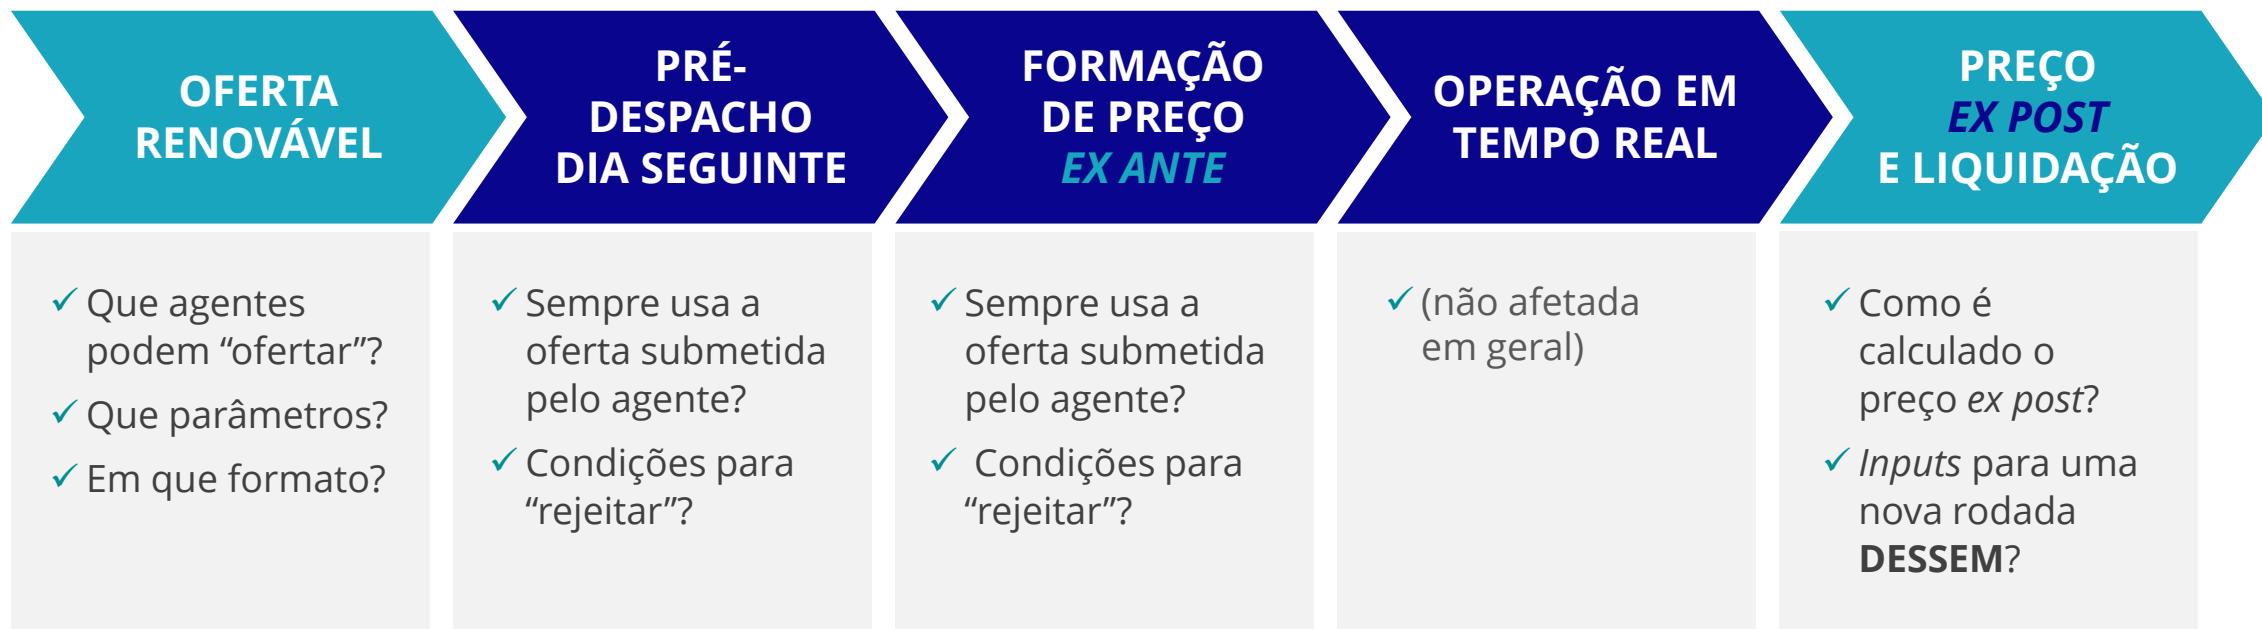 OFERTA
RENOVÁVEL
PRÉ-
DESPACHO
DIA SEGUINTE
FORMAÇÃO
DE PREÇO
EX ANTE
OPERAÇÃO EM
TEMPO REAL
PREÇO
EX POST
E LIQUIDAÇÃO
✓ Que agentes
podem “ofertar”?
✓ Que parâmetros?
✓ Em que formato?
✓ Sempre usa a
oferta submetida
pelo agente?
✓ Condições para
“rejeitar”?
✓ Sempre usa a
oferta submetida
pelo agente?
✓ Condições para
“rejeitar”?
✓ (não afetada
em geral)
✓ Como é
calculado o
preço ex post?
✓ Inputs para uma
nova rodada
DESSEM?